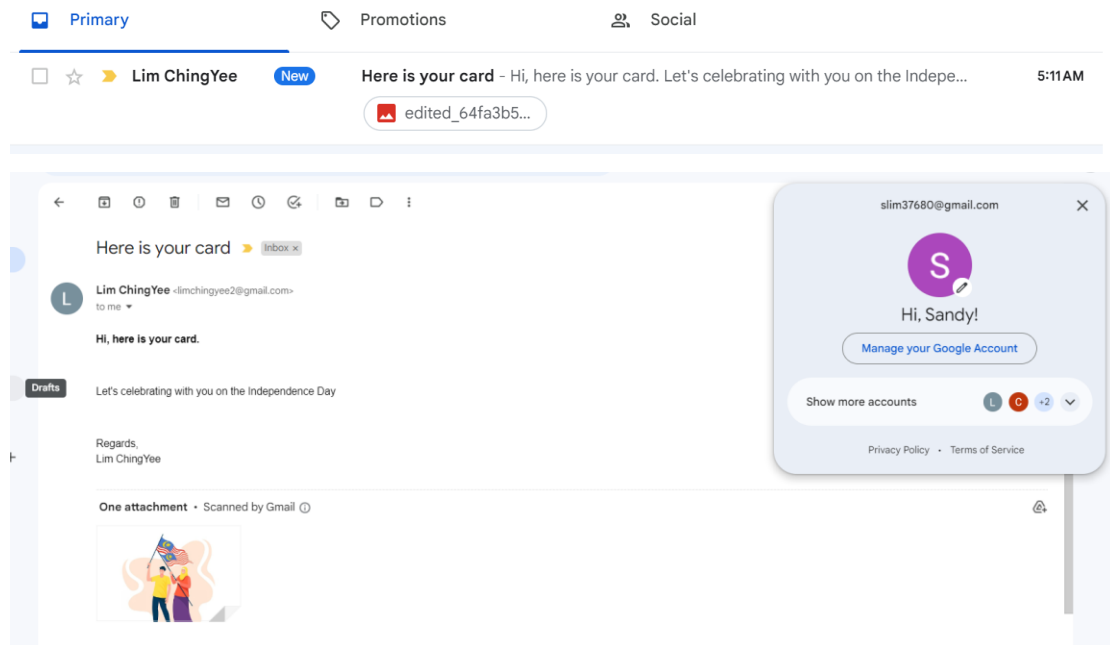 Primary
Promotions
Social
Lim ChingYee New Here is your card - Hi, here is your card. Let's celebrating with you on the Indepe... 5:11 AM
edited_64fa3b5...
slim37680@gmail.com
S
Hi, Sandy!
Manage your Google Account
Show more accounts L C +2
Privacy Policy • Terms of Service
Here is your card Inbox ×
L
Lim ChingYee <limchingyee2@gmail.com>
to me
Hi, here is your card.
Drafts
Let's celebrating with you on the Independence Day
Regards,
Lim ChingYee
One attachment • Scanned by Gmail